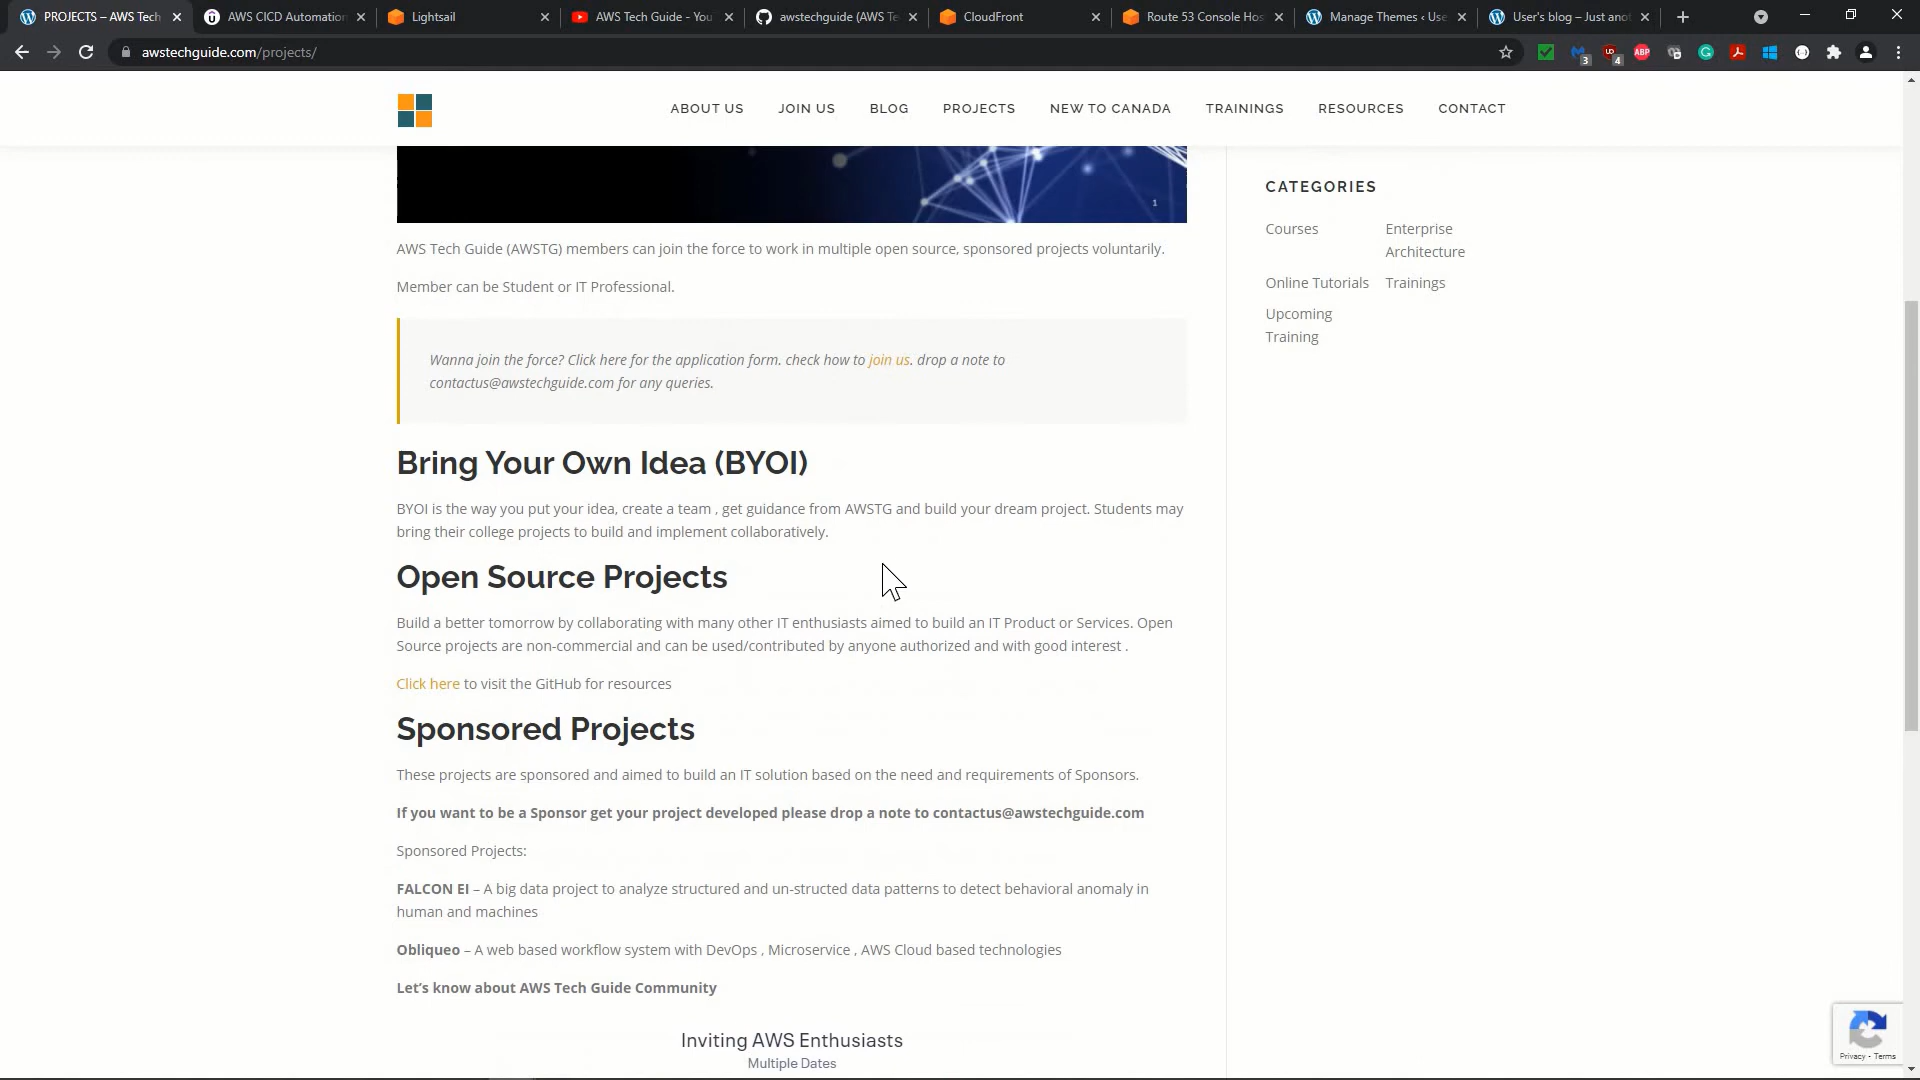 PROJECTS – AWS Tech
AWS CICD Automation
Lightsail
AWS Tech Guide - You
awstechguide (AWS Te
CloudFront
Route 53 Console Hos
Manage Themes ‹ Use
User's blog – Just anot
awstechguide.com/projects/
3
4
ABP
ABOUT US
JOIN US
BLOG
PROJECTS
NEW TO CANADA
TRAININGS
RESOURCES
CONTACT
1
AWS Tech Guide (AWSTG) members can join the force to work in multiple open source, sponsored projects voluntarily.
Member can be Student or IT Professional.
Wanna join the force? Click here for the application form. check how to join us. drop a note to
contactus@awstechguide.com for any queries.
Bring Your Own Idea (BYOI)
BYOI is the way you put your idea, create a team , get guidance from AWSTG and build your dream project. Students may
bring their college projects to build and implement collaboratively.
Open Source Projects
Build a better tomorrow by collaborating with many other IT enthusiasts aimed to build an IT Product or Services. Open
Source projects are non-commercial and can be used/contributed by anyone authorized and with good interest .
Click here to visit the GitHub for resources
Sponsored Projects
These projects are sponsored and aimed to build an IT solution based on the need and requirements of Sponsors.
If you want to be a Sponsor get your project developed please drop a note to contactus@awstechguide.com
Sponsored Projects:
FALCON EI – A big data project to analyze structured and un-structed data patterns to detect behavioral anomaly in
human and machines
Obliqueo – A web based workflow system with DevOps , Microservice , AWS Cloud based technologies
Let's know about AWS Tech Guide Community
Inviting AWS Enthusiasts
Multiple Dates
CATEGORIES
Courses
Enterprise
Architecture
Online Tutorials
Trainings
Upcoming
Training
Privacy - Terms